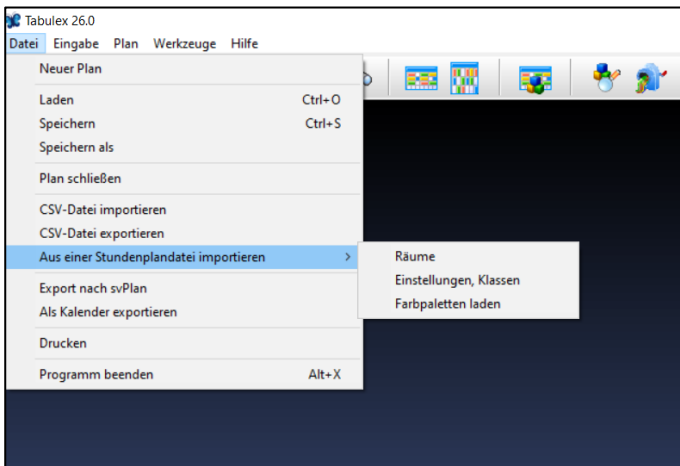 Tabulex 26.0
Datei Eingabe Plan Werkzeuge Hilfe
Neuer Plan
Laden Ctrl+O
Speichern Ctrl+S
Speichern als
Plan schließen
CSV-Datei importieren
CSV-Datei exportieren
Aus einer Stundenplandatei importieren >
Räume
Einstellungen, Klassen
Farbpaletten laden
Export nach svPlan
Als Kalender exportieren
Drucken
Programm beenden Alt+X